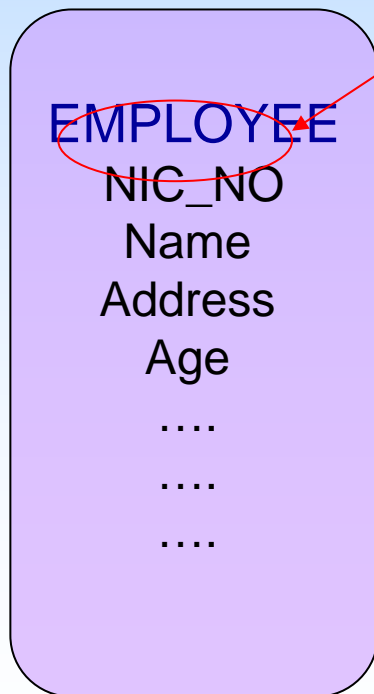 EMPLOYEE
NIC_NO
Name
Address
Age
....
....
....